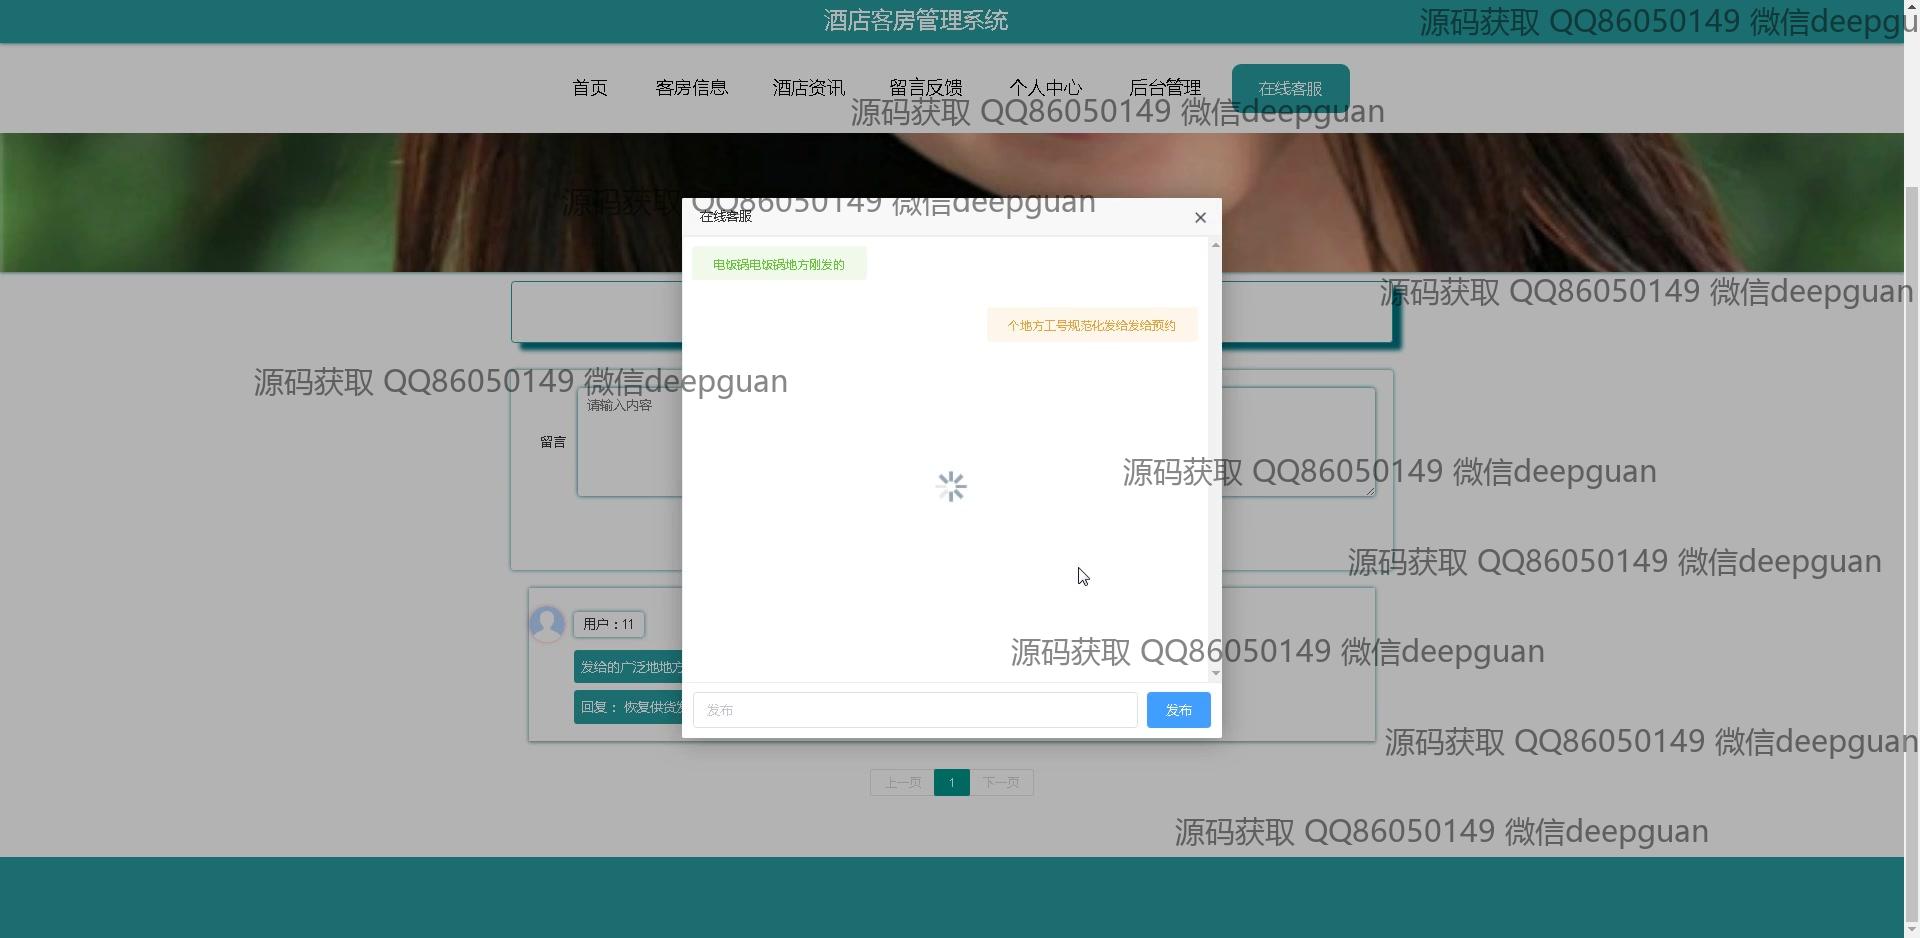 酒店客房管理系统
源码获取 QQ86050149 微信deepgu
首页
客房信息
酒店资讯
留言反馈
个人中心
后台管理
在线客服
源码获取 QQ86050149 微信deepguan
源码获取 QQ86050149 微信deepguan
在线客服
电饭锅电饭锅地方刚发的
源码获取 QQ86050149 微信deepguan
个地方工号规范化发给发给预约
源码获取 QQ86050149 微信deepguan
请输入内容
留言
源码获取 QQ86050149 微信deepguan
源码获取 QQ86050149 微信deepguan
用户：11
源码获取 QQ86050149 微信deepguan
发给的广泛地地方
回复： 恢复供货发
发布
发布
源码获取 QQ86050149 微信deepguan
上一页
1
下一页
源码获取 QQ86050149 微信deepguan